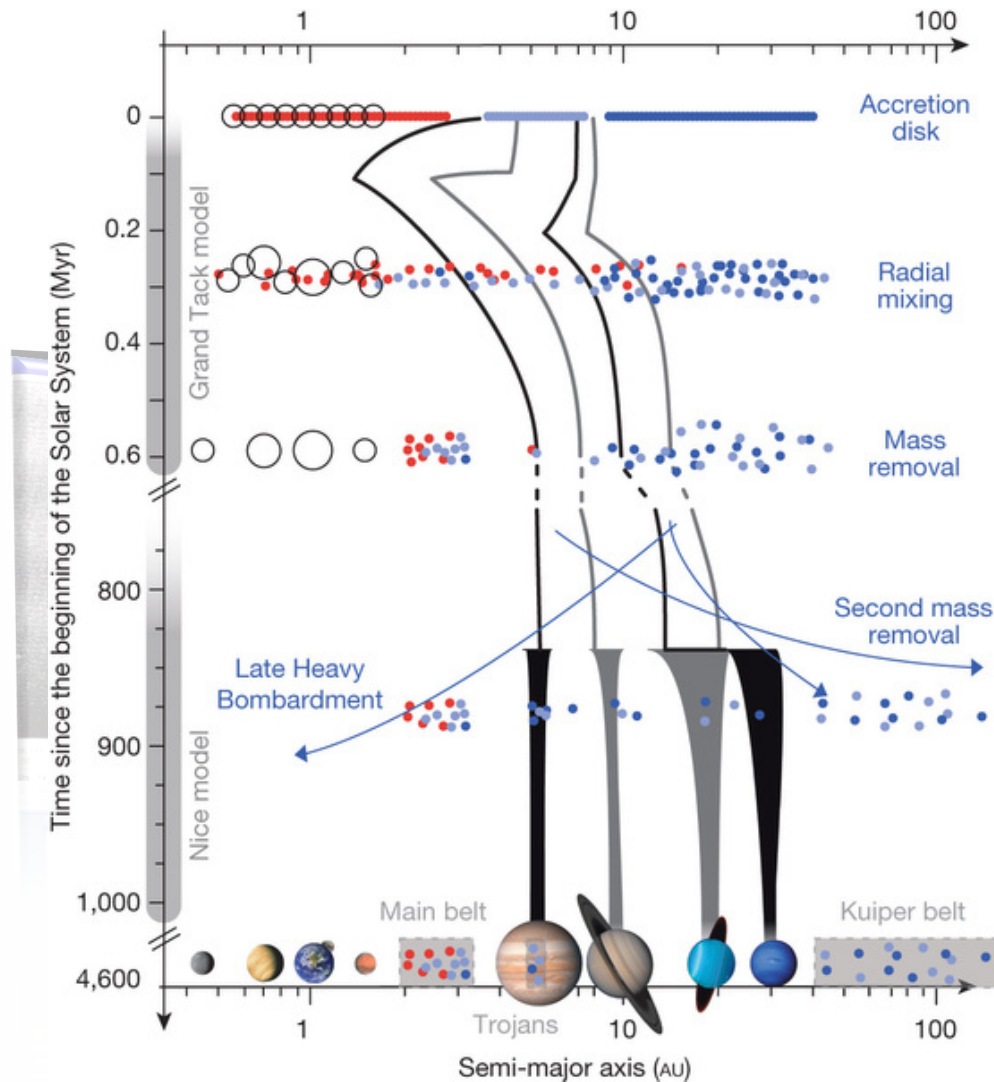 1 10 100
0
Accretion
disk
0.2
Grand Tack model
Radial
mixing
0.4
Time since the beginning of the Solar System (Myr)
Mass
removal
0.6
800
Second mass
removal
Late Heavy
Bombardment
900
Nice model
1,000
Main belt
Kuiper belt
4,600
Trojans
1 10 100
Semi-major axis (AU)